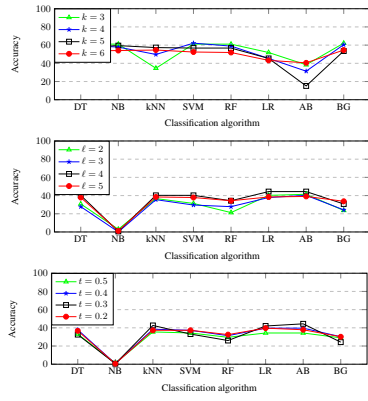 100
80
60
40
20
0
Accuracy
k = 3
k = 4
k = 5
k = 6
DT NB kNN SVM RF LR AB BG
Classification algorithm
100
80
60
40
20
0
Accuracy
ℓ = 2
ℓ = 3
ℓ = 4
ℓ = 5
DT NB kNN SVM RF LR AB BG
Classification algorithm
100
80
60
40
20
0
Accuracy
t = 0.5
t = 0.4
t = 0.3
t = 0.2
DT NB kNN SVM RF LR AB BG
Classification algorithm